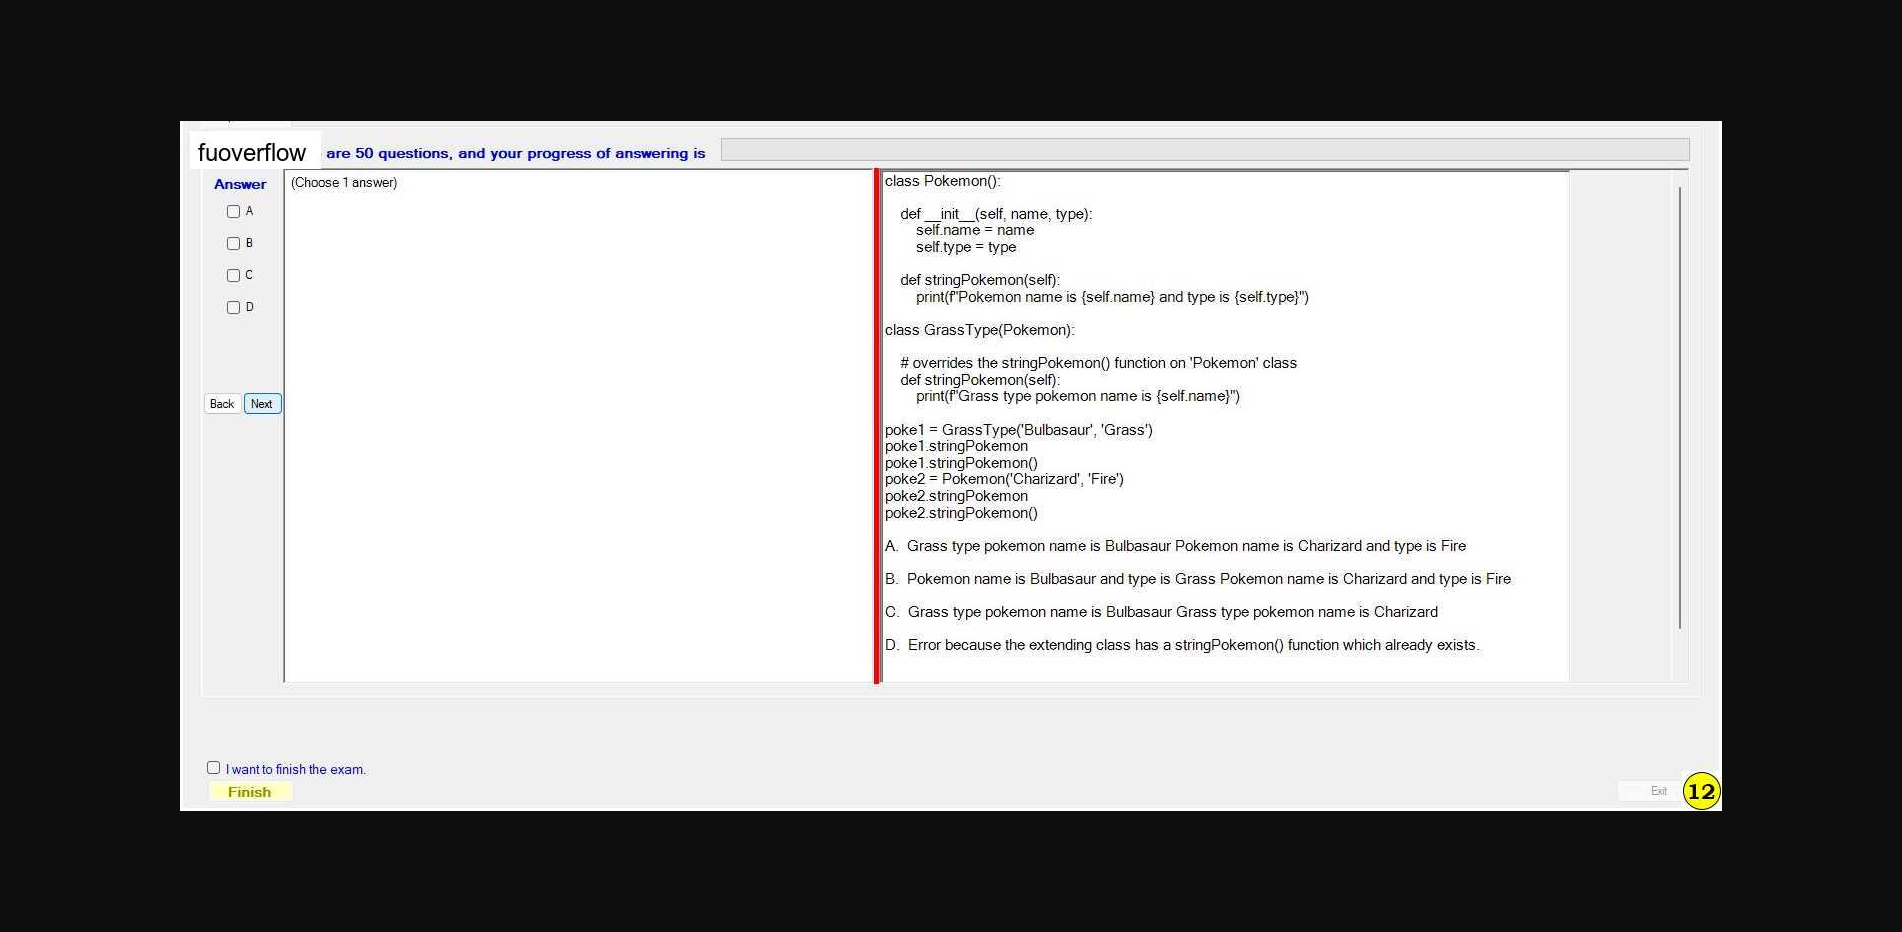 fuoverflow are 50 questions, and your progress of answering is
Answer
A
B
C
D
Back Next
(Choose 1 answer)
class Pokemon():
def __init__(self, name, type):
self.name = name
self.type = type
def stringPokemon(self):
print(f"Pokemon name is {self.name} and type is {self.type}")
class GrassType(Pokemon):
# overrides the stringPokemon() function on 'Pokemon' class
def stringPokemon(self):
print(f"Grass type pokemon name is {self.name}")
poke1 = GrassType('Bulbasaur', 'Grass')
poke1.stringPokemon
poke1.stringPokemon()
poke2 = Pokemon('Charizard', 'Fire')
poke2.stringPokemon
poke2.stringPokemon()
A. Grass type pokemon name is Bulbasaur Pokemon name is Charizard and type is Fire
B. Pokemon name is Bulbasaur and type is Grass Pokemon name is Charizard and type is Fire
C. Grass type pokemon name is Bulbasaur Grass type pokemon name is Charizard
D. Error because the extending class has a stringPokemon() function which already exists.
I want to finish the exam.
Finish
Exit
12